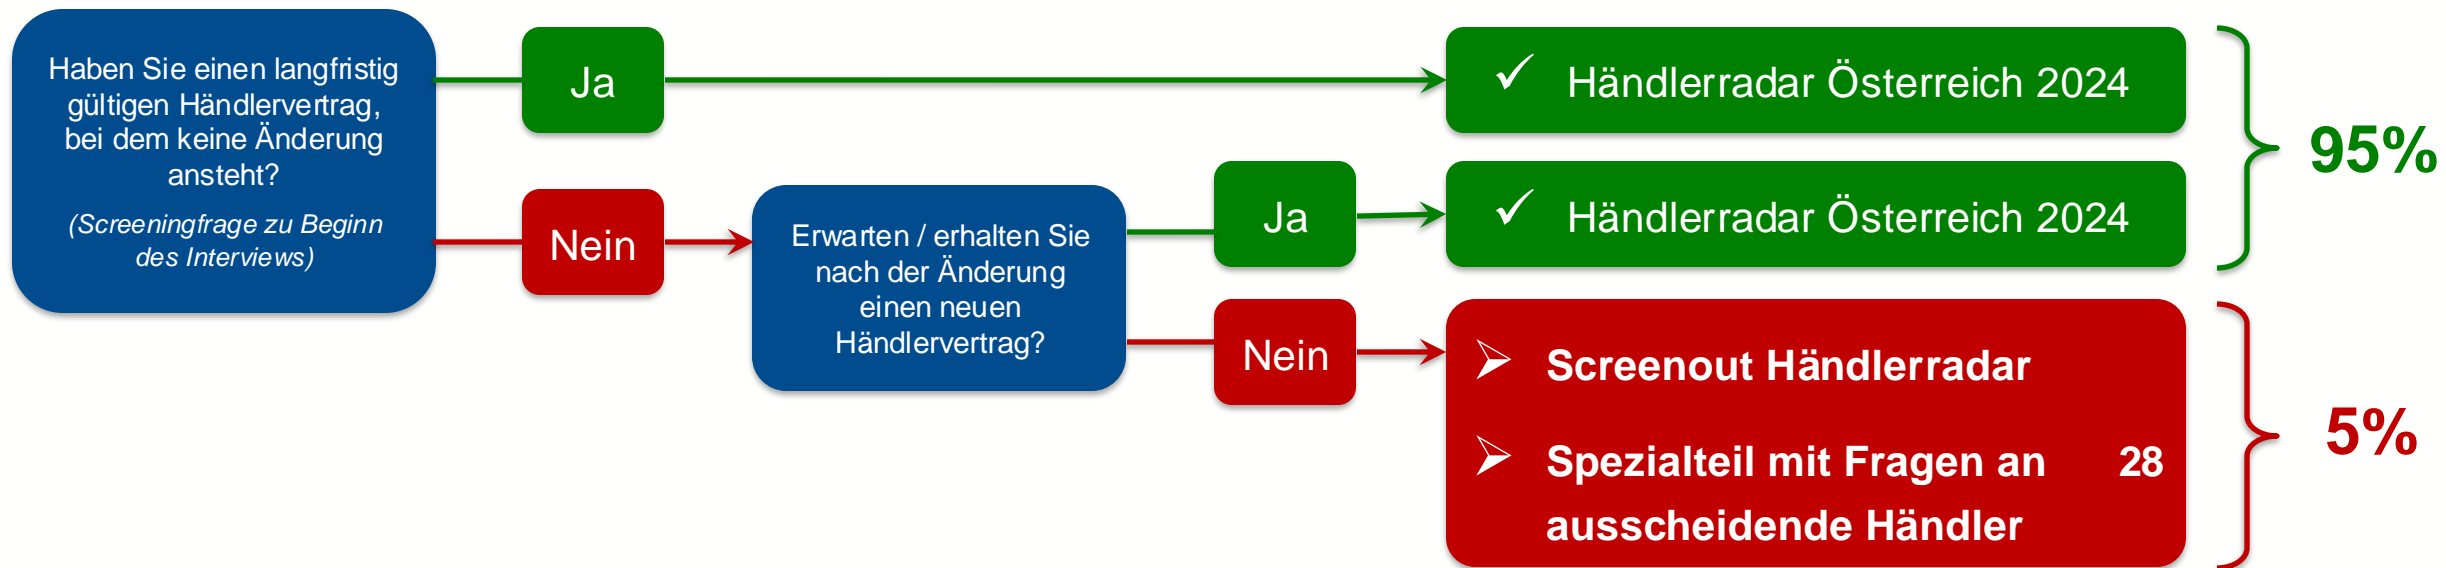 Haben Sie einen langfristig
gültigen Händlervertrag,
bei dem keine Änderung
ansteht?
(Screeningfrage zu Beginn
des Interviews)
Ja
✓ Händlerradar Österreich 2024
Nein
Erwarten / erhalten Sie
nach der Änderung
einen neuen
Händlervertrag?
Ja
✓ Händlerradar Österreich 2024
95%
Nein
➢ Screenout Händlerradar
➢ Spezialteil mit Fragen an 28
ausscheidende Händler
5%